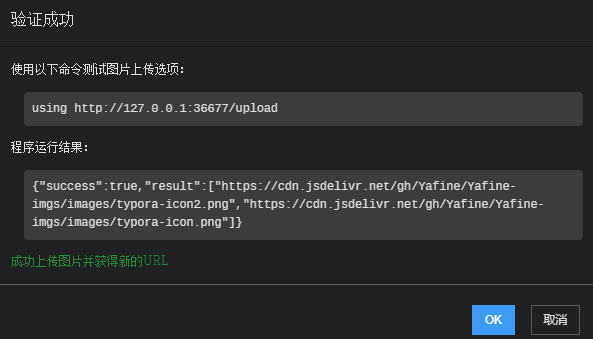 验证成功
使用以下命令测试图片上传选项:
using http://127.0.0.1:36677/upload
程序运行结果:
{"success":true,"result":["https://cdn.jsdelivr.net/gh/Yafine/Yafine-
imgs/images/typora-icon2.png","https://cdn.jsdelivr.net/gh/Yafine/Yafine-
imgs/images/typora-icon.png"]}
成功上传图片并获得新的URL
OK 取消